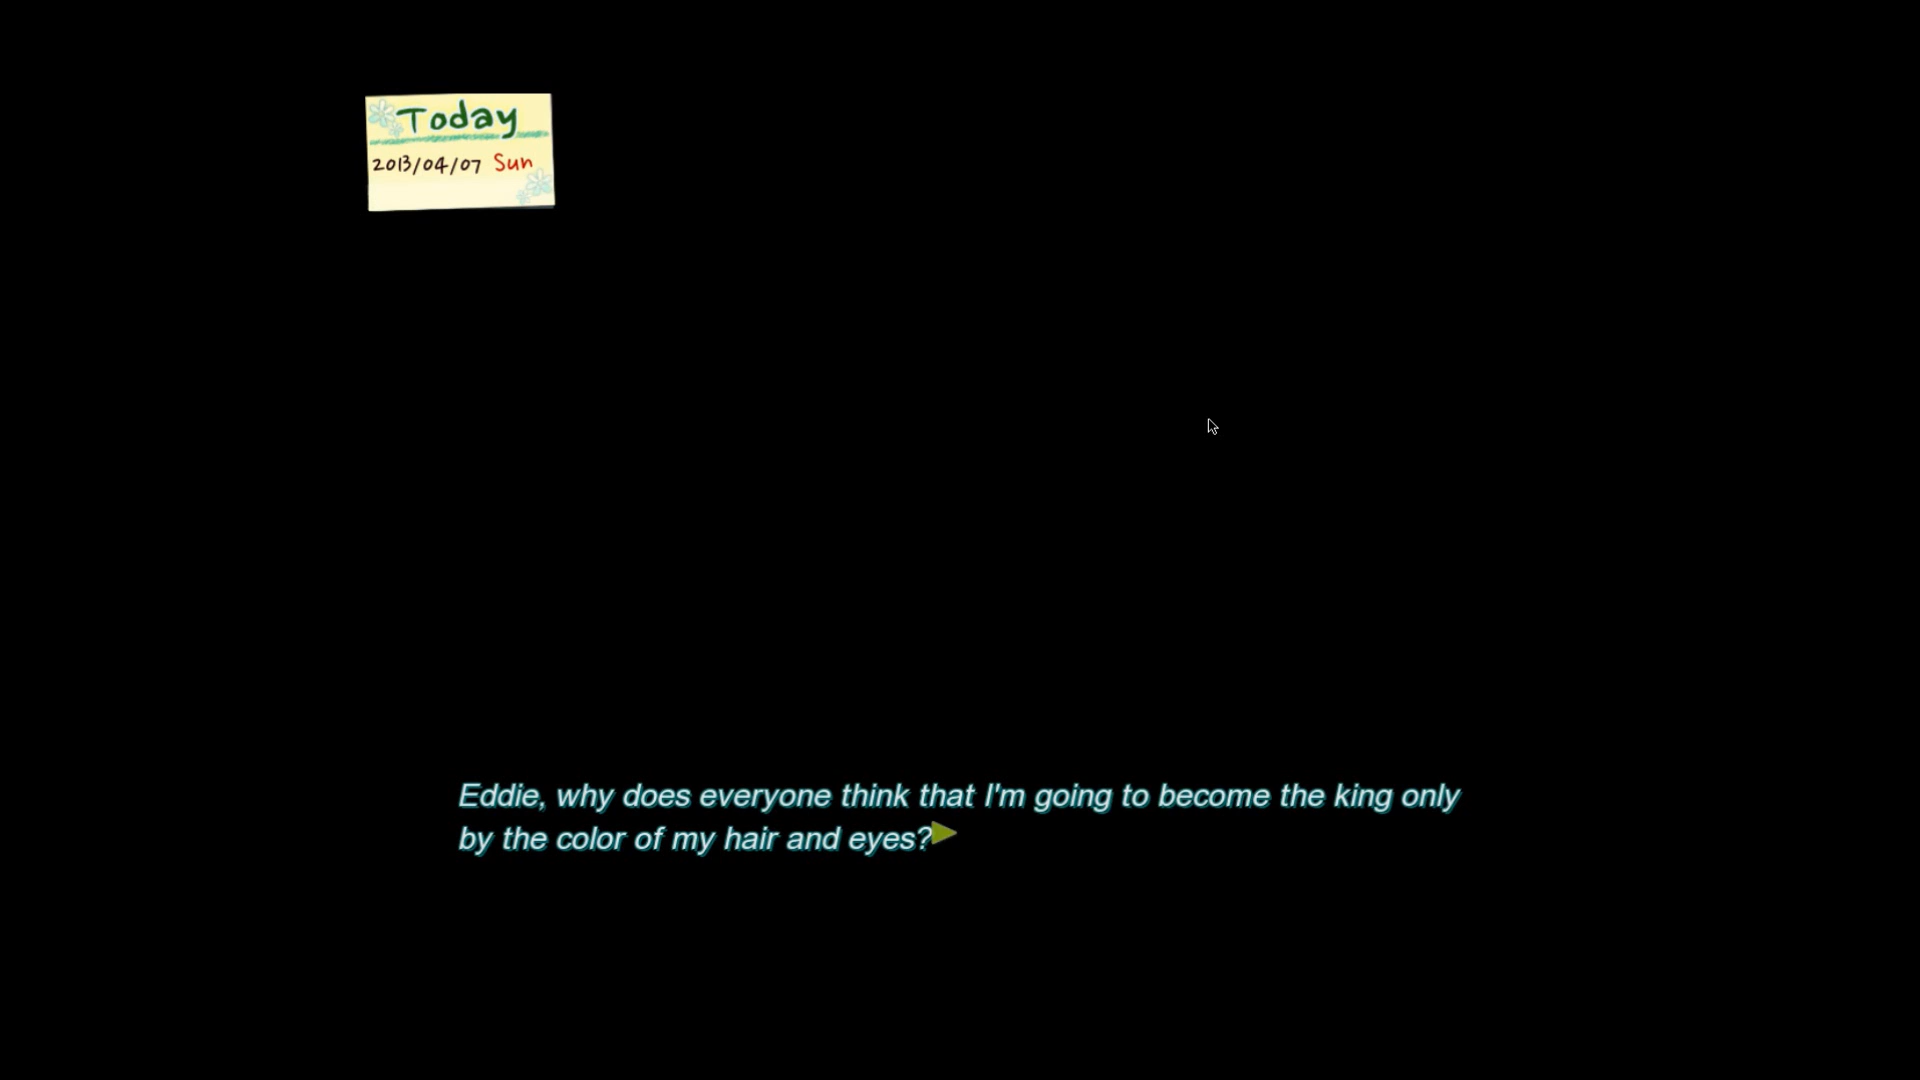 Today
2013/04/07 Sun
Eddie, why does everyone think that I'm going to become the king only
by the color of my hair and eyes?